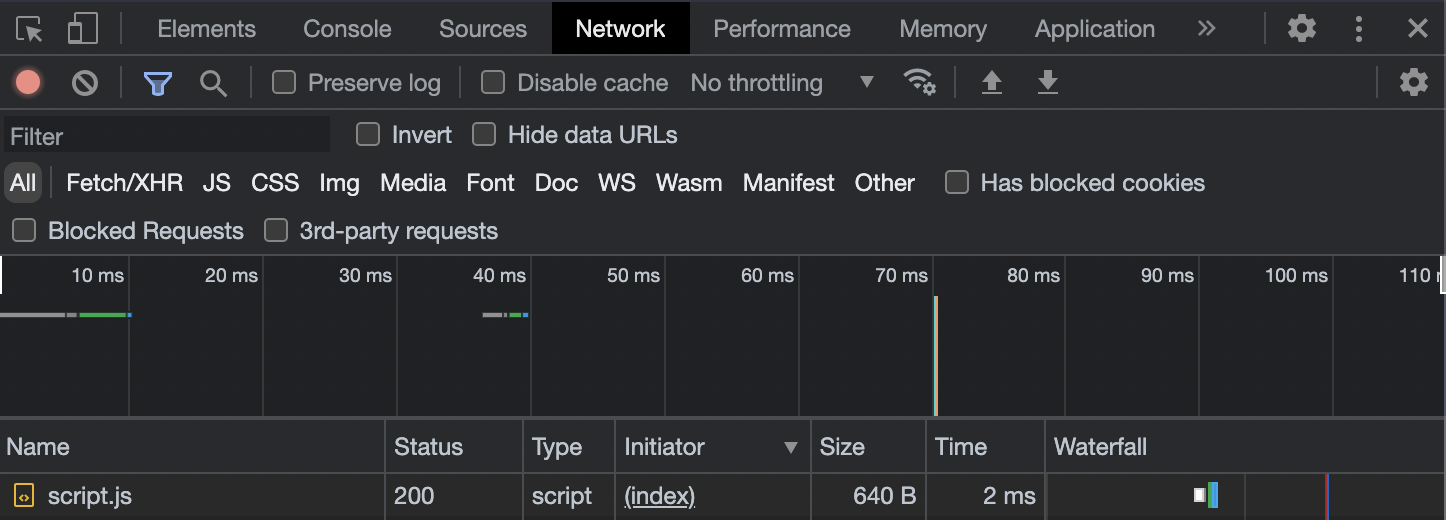 Elements Console Sources Network Performance Memory Application
Preserve log Disable cache No throttling
Filter Invert Hide data URLs
All Fetch/XHR JS CSS Img Media Font Doc WS Wasm Manifest Other Has blocked cookies
Blocked Requests 3rd-party requests
10 ms 20 ms 30 ms 40 ms 50 ms 60 ms 70 ms 80 ms 90 ms 100 ms 110
Name Status Type Initiator Size Time Waterfall
script.js 200 script (index) 640 B 2 ms